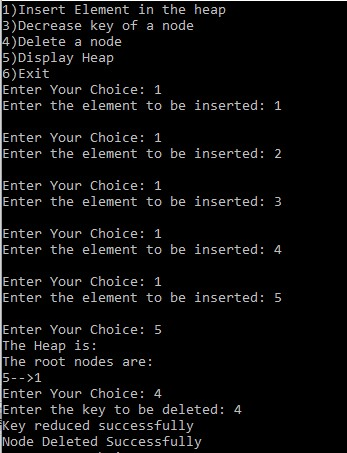 1)Insert Element in the heap
3)Decrease key of a node
4)Delete a node
5)Display Heap
6)Exit
Enter Your Choice: 1
Enter the element to be inserted: 1
Enter Your Choice: 1
Enter the element to be inserted: 2
Enter Your Choice: 1
Enter the element to be inserted: 3
Enter Your Choice: 1
Enter the element to be inserted: 4
Enter Your Choice: 1
Enter the element to be inserted: 5
Enter Your Choice: 5
The Heap is:
The root nodes are:
5-->1
Enter Your Choice: 4
Enter the key to be deleted: 4
Key reduced successfully
Node Deleted Successfully